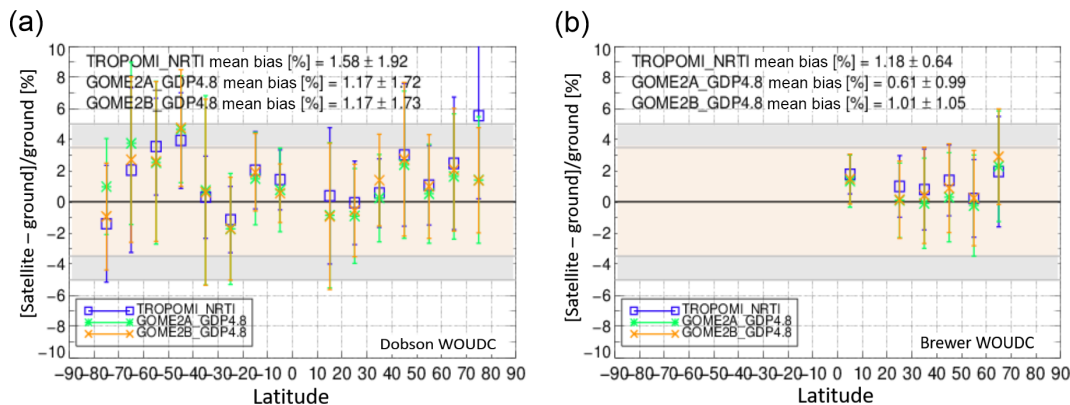 (a)
[Satellite – ground]/ground [%]
10
8
6
4
2
0
−2
−4
−6
−8
−10
TROPOMI_NRTI mean bias [%] = 1.58 ± 1.92
GOME2A_GDP4.8 mean bias [%] = 1.17 ± 1.72
GOME2B_GDP4.8 mean bias [%] = 1.17 ± 1.73
TROPOMI_NRTI
GOME2A_GDP4.8
GOME2B_GDP4.8
Dobson WOUDC
−90−80−70−60−50−40−30−20−10 0 10 20 30 40 50 60 70 80 90
Latitude
(b)
[Satellite – ground]/ground [%]
10
8
6
4
2
0
−2
−4
−6
−8
−10
TROPOMI_NRTI mean bias [%] = 1.18 ± 0.64
GOME2A_GDP4.8 mean bias [%] = 0.61 ± 0.99
GOME2B_GDP4.8 mean bias [%] = 1.01 ± 1.05
TROPOMI_NRTI
GOME2A_GDP4.8
GOME2B_GDP4.8
Brewer WOUDC
−90−80−70−60−50−40−30−20−10 0 10 20 30 40 50 60 70 80 90
Latitude